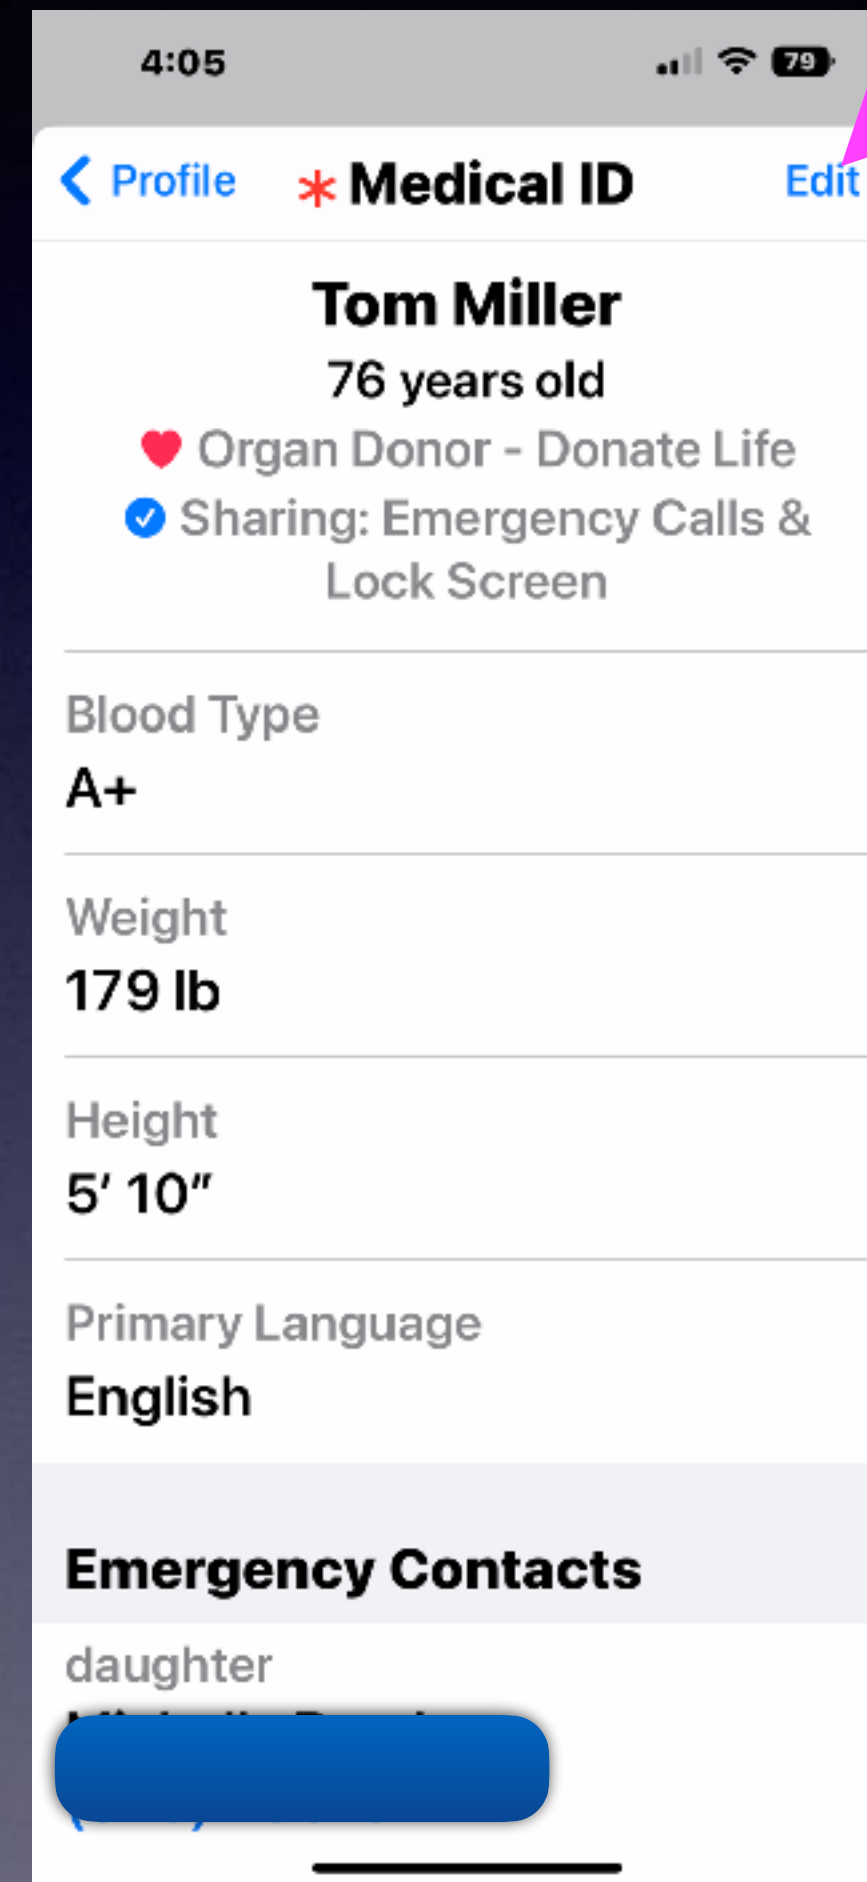 4:05
79
Profile
* Medical ID
Edit
Tom Miller
76 years old
Organ Donor - Donate Life
Sharing: Emergency Calls &
Lock Screen
Blood Type
A+
Weight
179 lb
Height
5′ 10″
Primary Language
English
Emergency Contacts
daughter